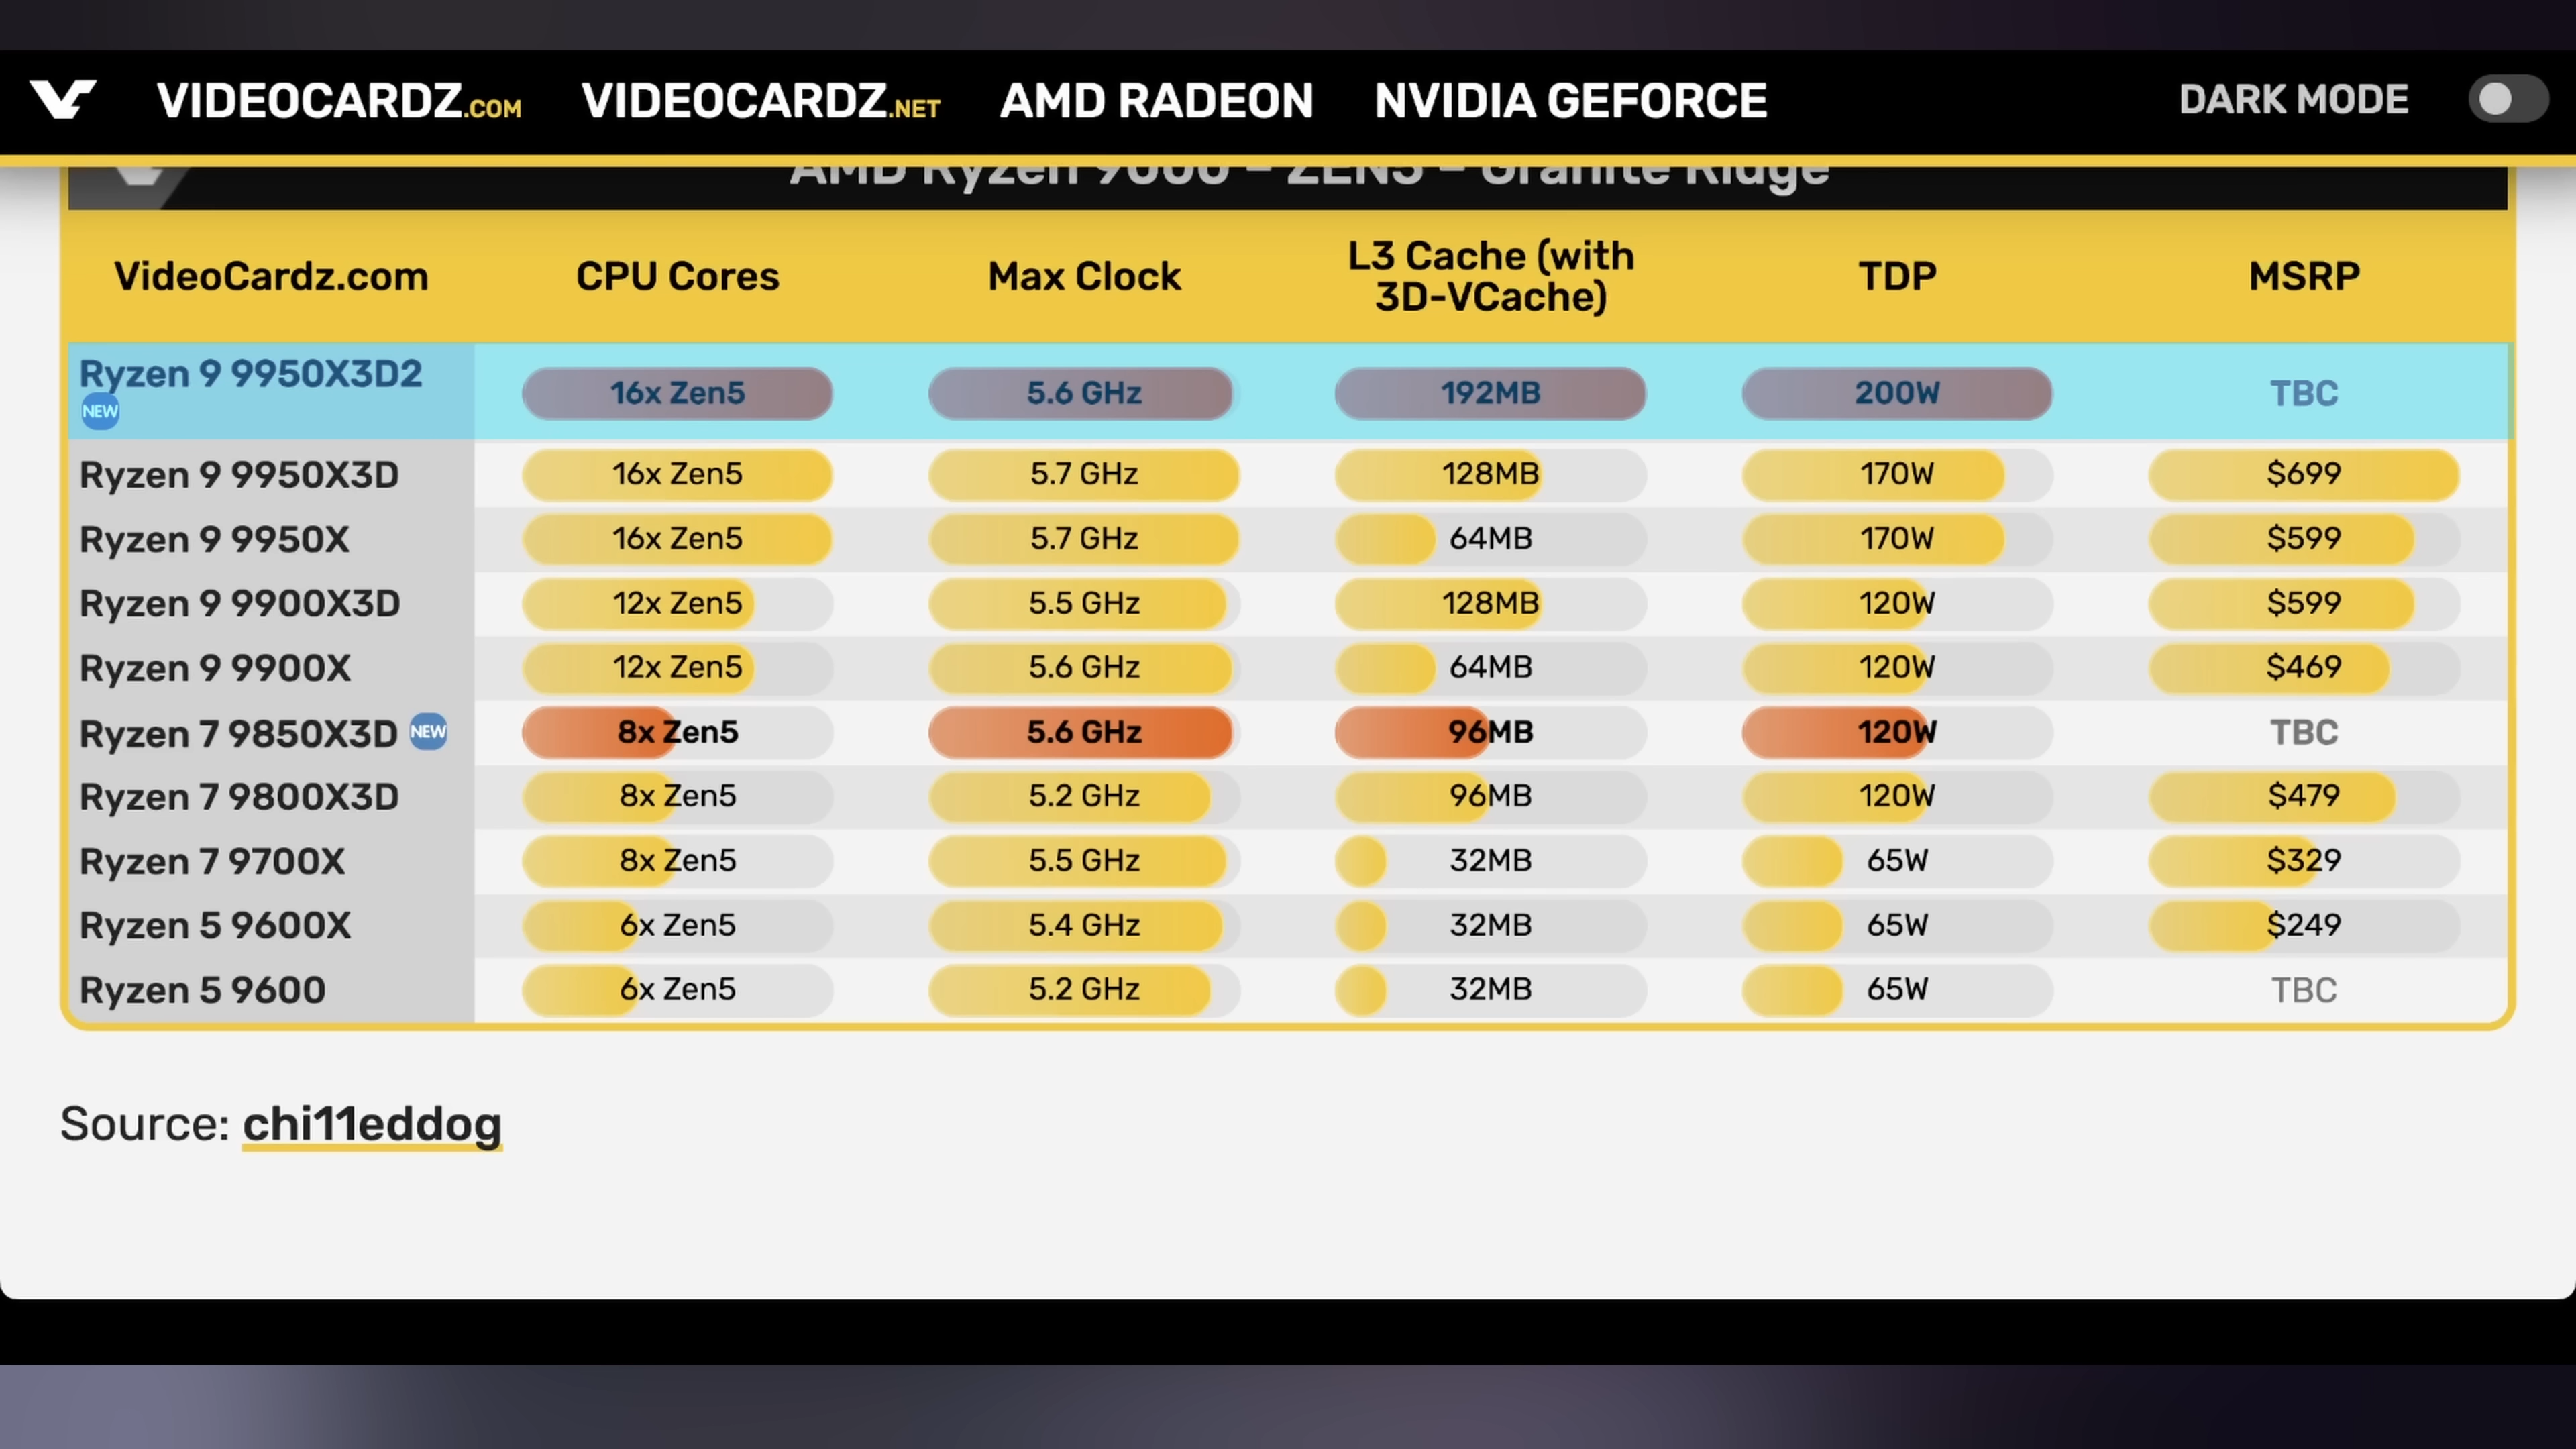 VIDEOCARDZ.COM VIDEOCARDZ.NET AMD RADEON NVIDIA GEFORCE DARK MODE
AMD Ryzen 9000 – ZEN5 – Granite Ridge
VideoCardz.com CPU Cores Max Clock L3 Cache (with 3D-VCache) TDP MSRP
Ryzen 9 9950X3D2 NEW 16x Zen5 5.6 GHz 192MB 200W TBC
Ryzen 9 9950X3D 16x Zen5 5.7 GHz 128MB 170W $699
Ryzen 9 9950X 16x Zen5 5.7 GHz 64MB 170W $599
Ryzen 9 9900X3D 12x Zen5 5.5 GHz 128MB 120W $599
Ryzen 9 9900X 12x Zen5 5.6 GHz 64MB 120W $469
Ryzen 7 9850X3D NEW 8x Zen5 5.6 GHz 96MB 120W TBC
Ryzen 7 9800X3D 8x Zen5 5.2 GHz 96MB 120W $479
Ryzen 7 9700X 8x Zen5 5.5 GHz 32MB 65W $329
Ryzen 5 9600X 6x Zen5 5.4 GHz 32MB 65W $249
Ryzen 5 9600 6x Zen5 5.2 GHz 32MB 65W TBC
Source: chi11eddog